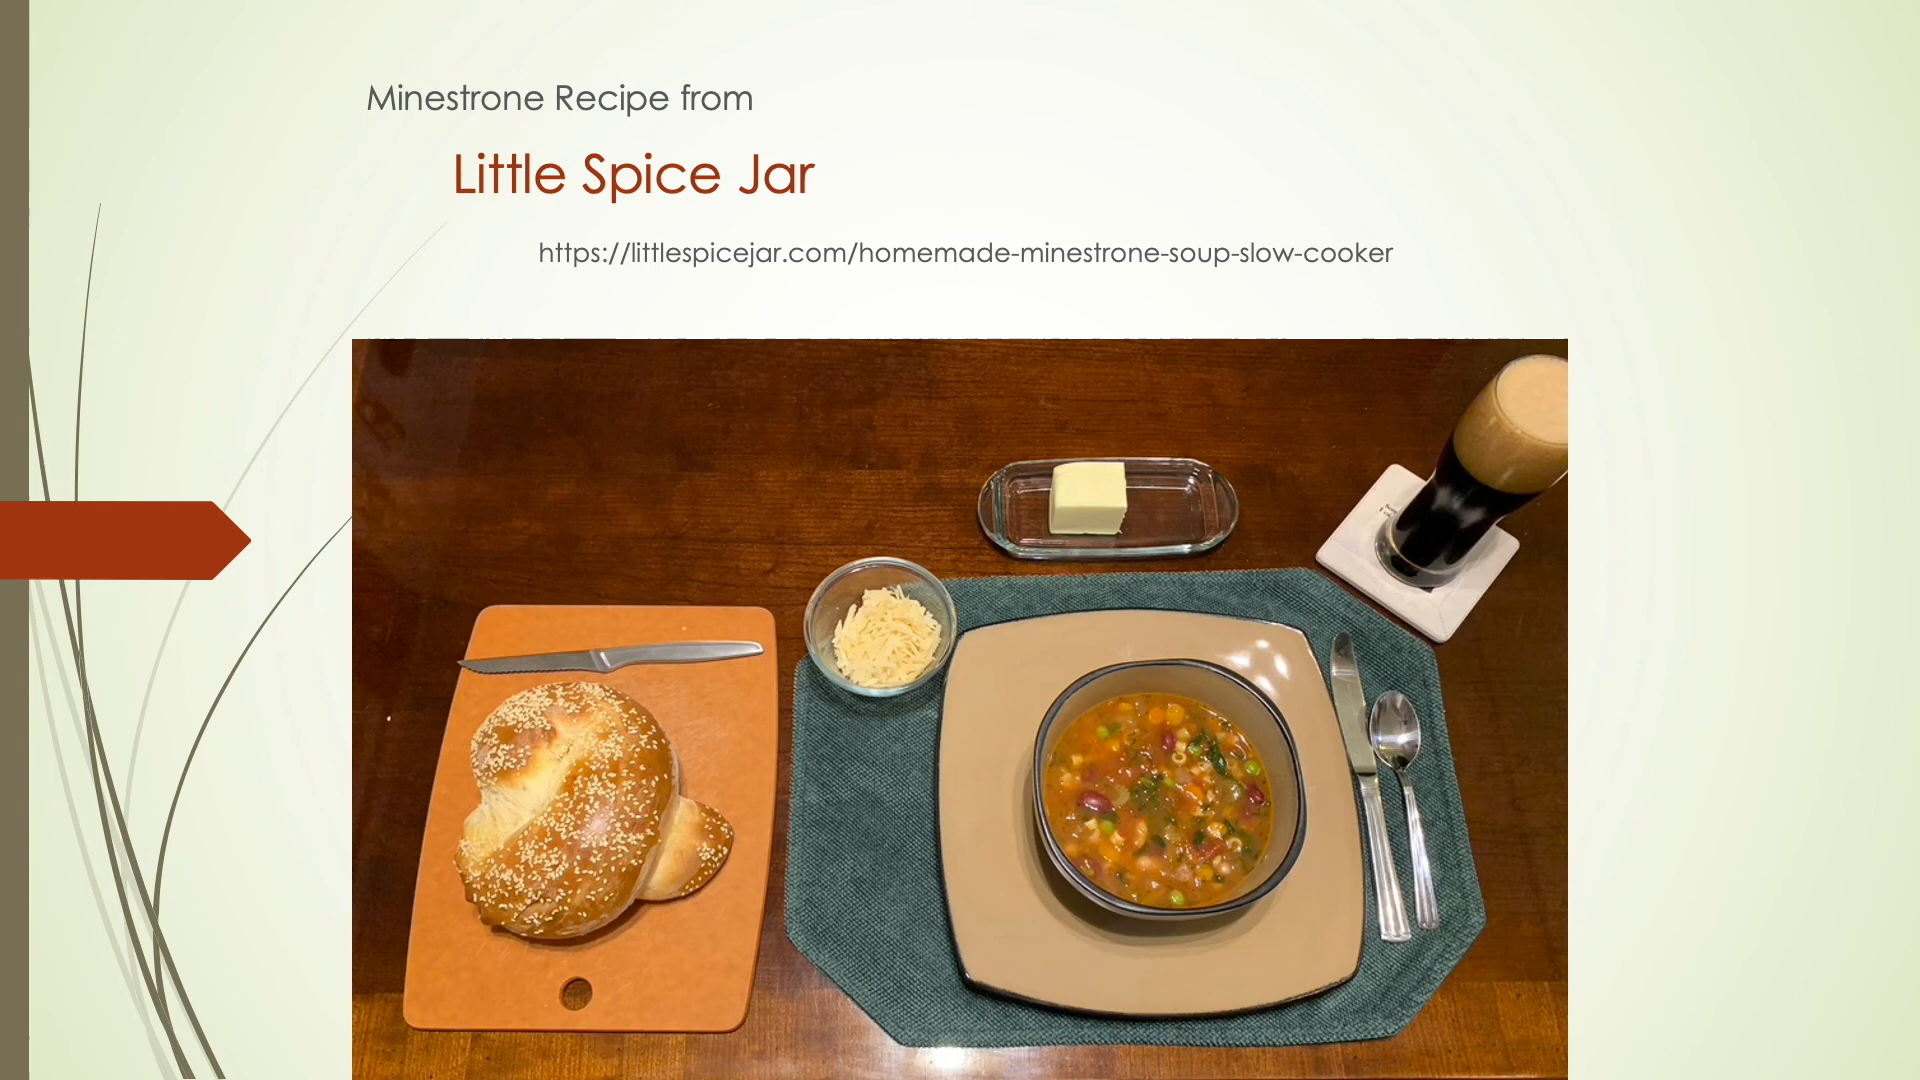 Minestrone Recipe from
Little Spice Jar
https://littlespicejar.com/homemade-minestrone-soup-slow-cooker